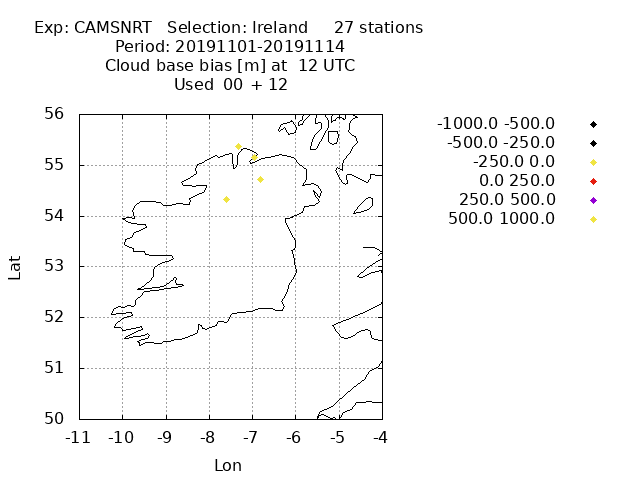 Exp: CAMSNRT Selection: Ireland 27 stations
Period: 20191101-20191114
Cloud base bias [m] at 12 UTC
Used 00 + 12
-1000.0 -500.0
-500.0 -250.0
-250.0 0.0
0.0 250.0
250.0 500.0
500.0 1000.0
56
55
54
53
52
51
50
Lat
-11 -10 -9 -8 -7 -6 -5 -4
Lon